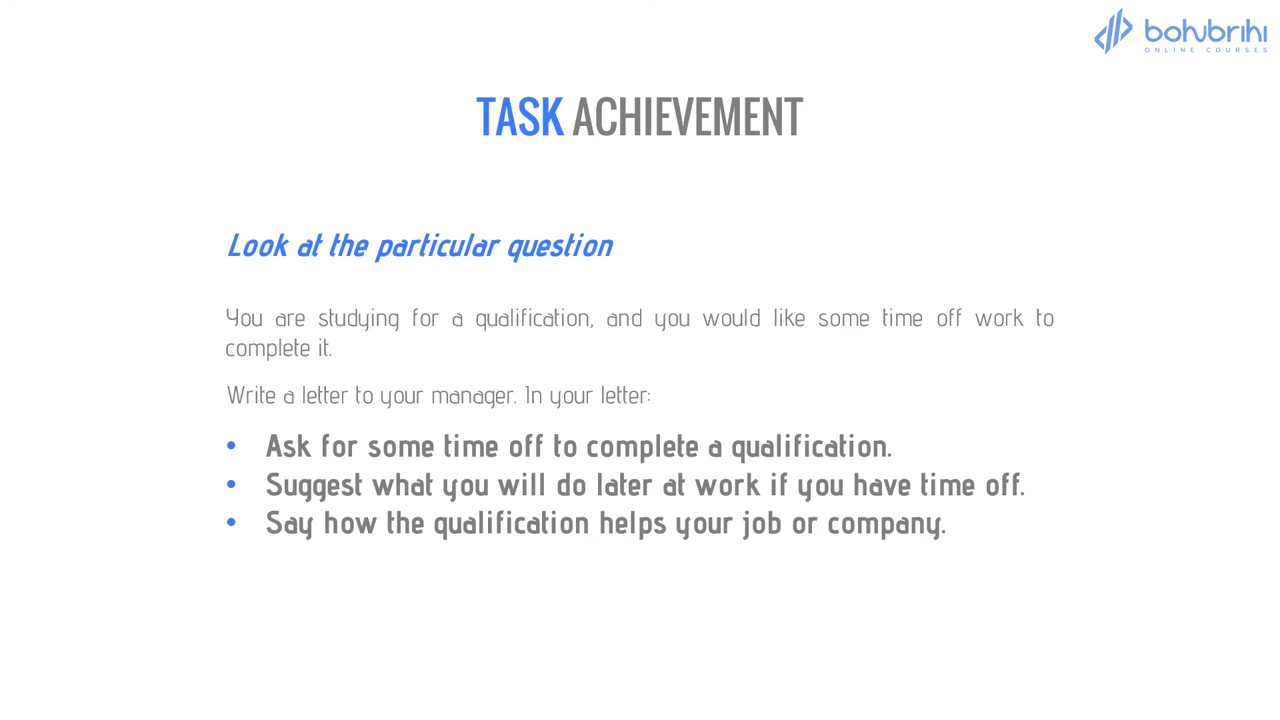 bohubrihi
ONLINE COURSES
TASK ACHIEVEMENT
Look at the particular question
You are studying for a qualification, and you would like some time off work to
complete it.
Write a letter to your manager. In your letter:
• Ask for some time off to complete a qualification.
• Suggest what you will do later at work if you have time off.
• Say how the qualification helps your job or company.